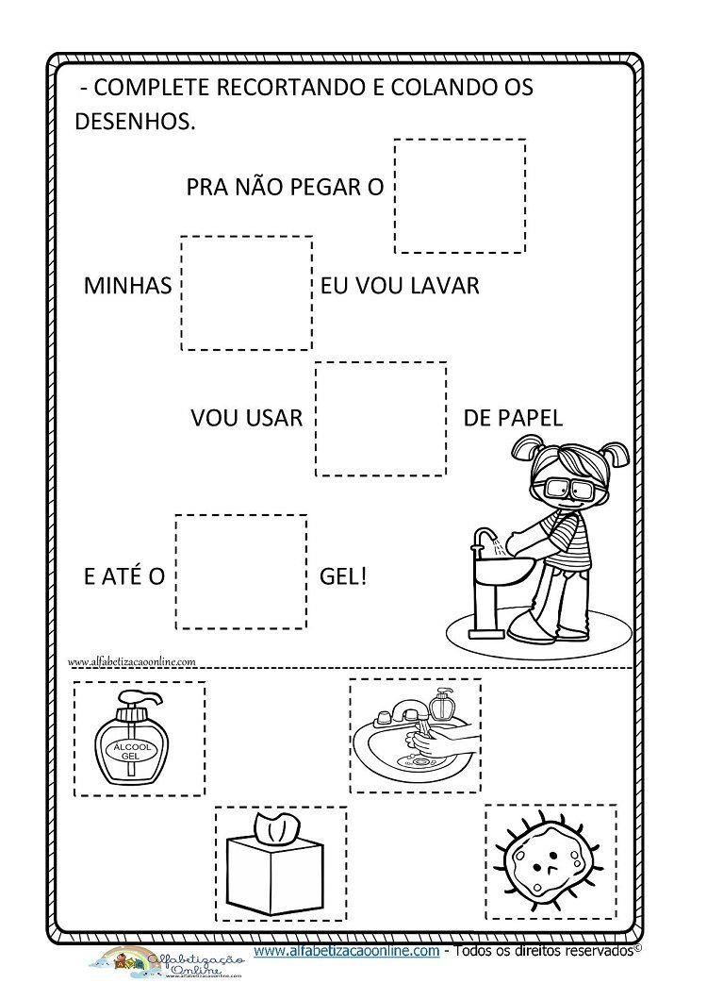 - COMPLETE RECORTANDO E COLANDO OS
DESENHOS.
PRA NÃO PEGAR O
MINHAS EU VOU LAVAR
VOU USAR DE PAPEL
E ATÉ O GEL!
www.alfabetizacaoonline.com
ÁLCOOL
GEL
Alfabetização
Online
www.alfabetizacaoonline.com
www.alfabetizacaoonline.com - Todos os direitos reservados©